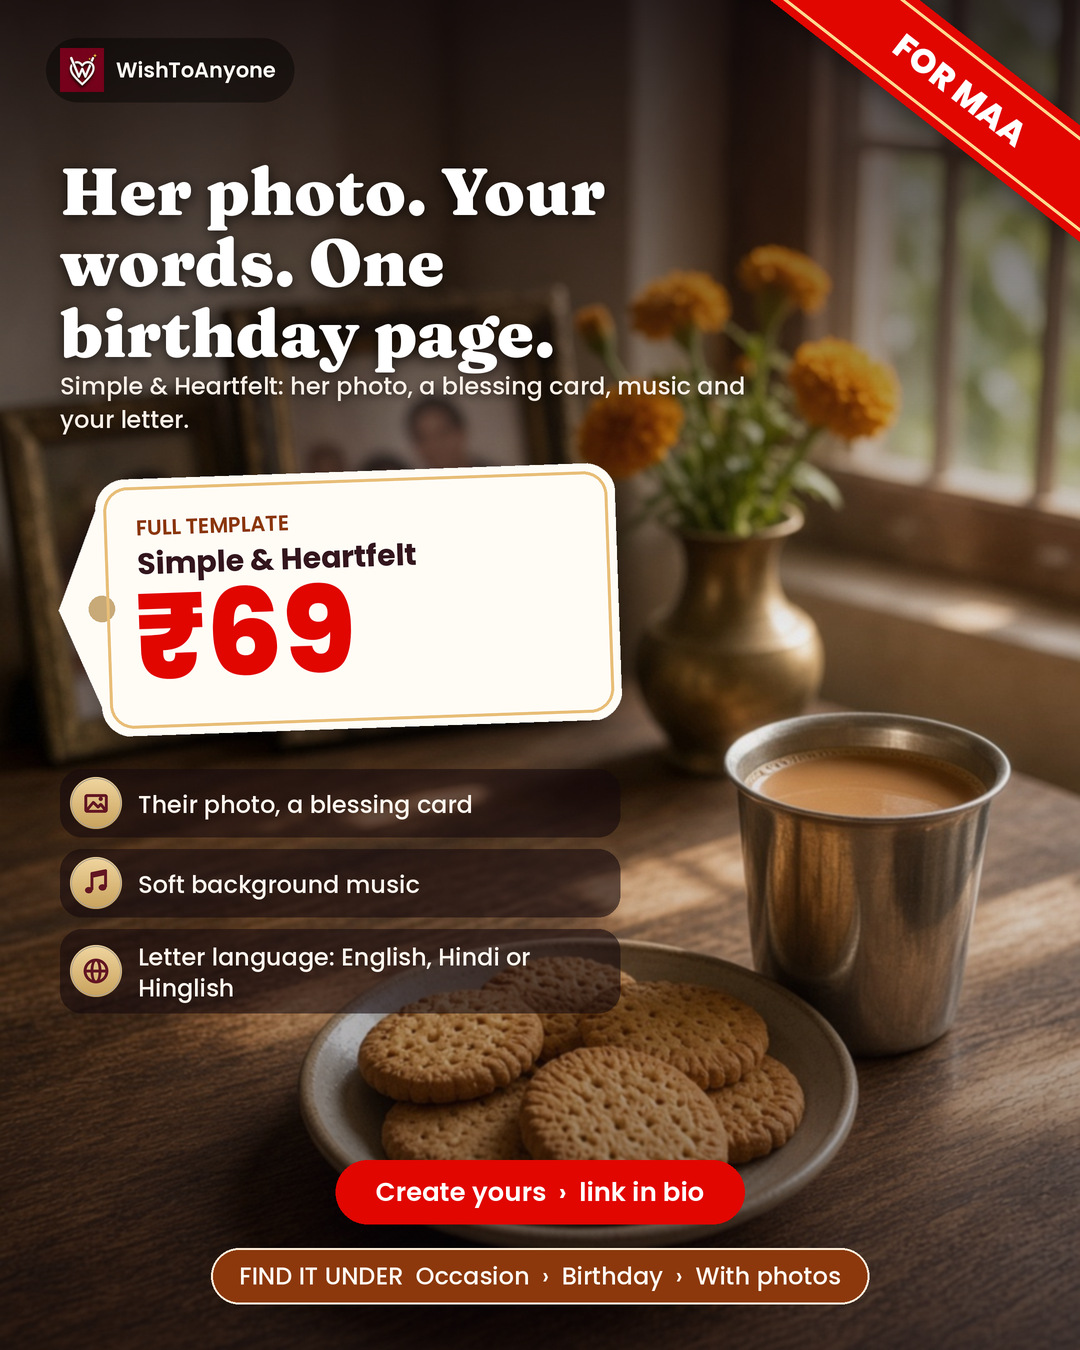 WishToAnyone
FOR MAA
Her photo. Your
words. One
birthday page.
Simple & Heartfelt: her photo, a blessing card, music and
your letter.
FULL TEMPLATE
Simple & Heartfelt
₹69
Their photo, a blessing card
Soft background music
Letter language: English, Hindi or
Hinglish
Create yours › link in bio
FIND IT UNDER Occasion › Birthday › With photos